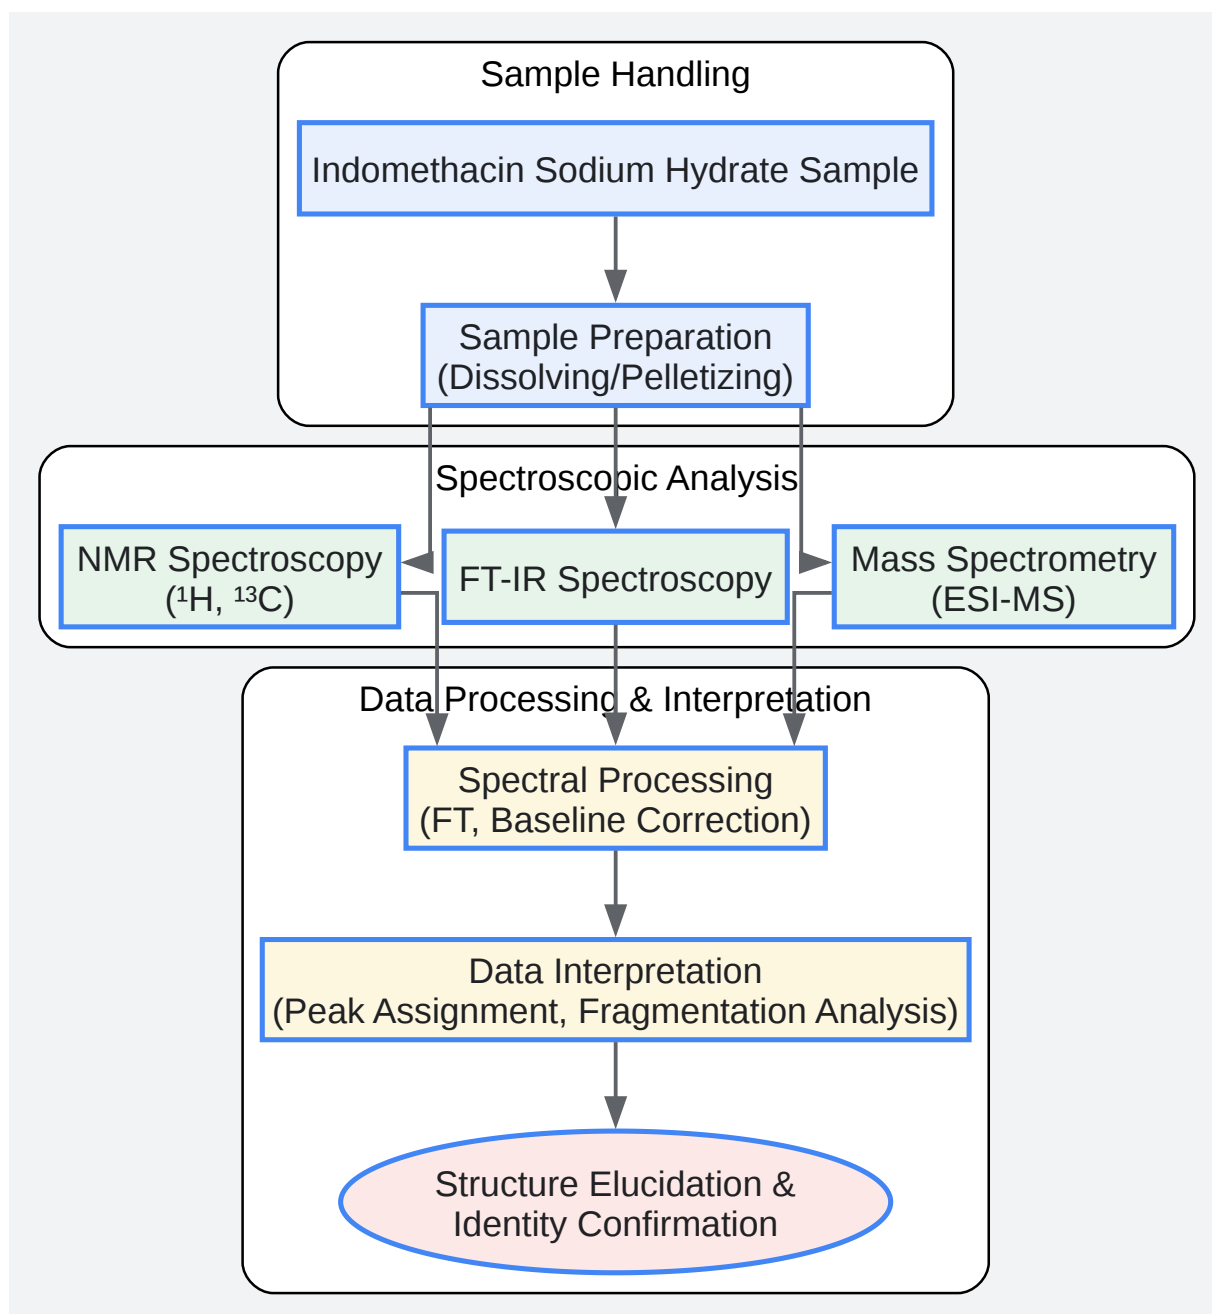 Sample Handling
Indomethacin Sodium Hydrate Sample
Sample Preparation
(Dissolving/Pelletizing)
Spectroscopic Analysis
NMR Spectroscopy
(¹H, ¹³C)
FT-IR Spectroscopy
Mass Spectrometry
(ESI-MS)
Data Processing & Interpretation
Spectral Processing
(FT, Baseline Correction)
Data Interpretation
(Peak Assignment, Fragmentation Analysis)
Structure Elucidation &
Identity Confirmation